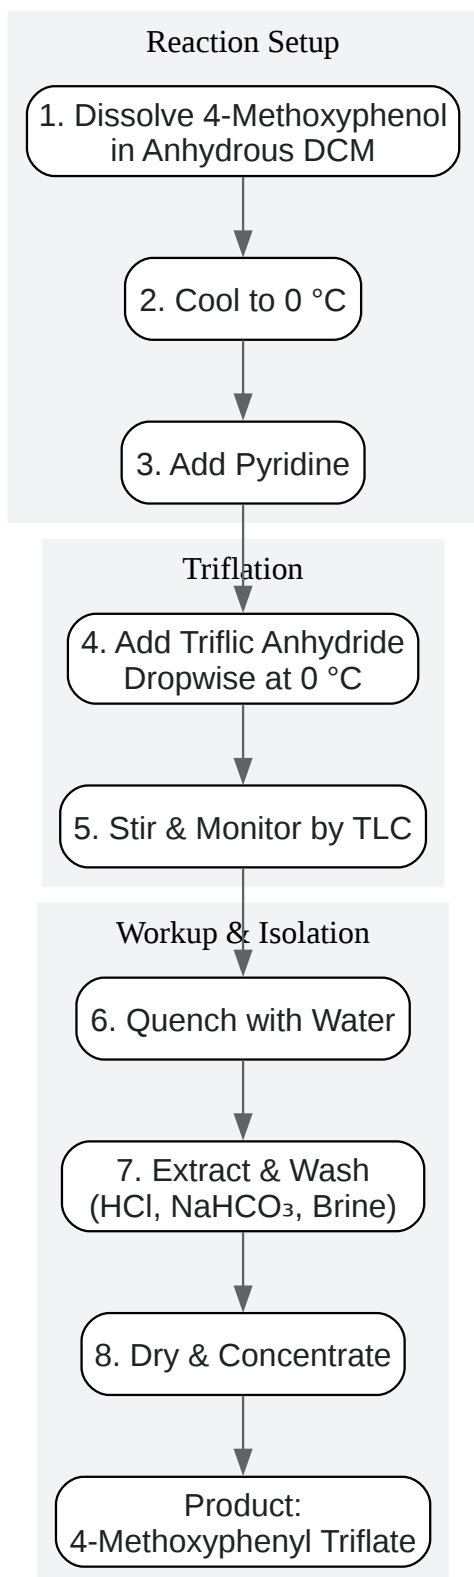 Reaction Setup
1. Dissolve 4-Methoxyphenol
in Anhydrous DCM
2. Cool to 0 °C
3. Add Pyridine
Triflation
4. Add Triflic Anhydride
Dropwise at 0 °C
5. Stir & Monitor by TLC
Workup & Isolation
6. Quench with Water
7. Extract & Wash
(HCl, NaHCO₃, Brine)
8. Dry & Concentrate
Product:
4-Methoxyphenyl Triflate